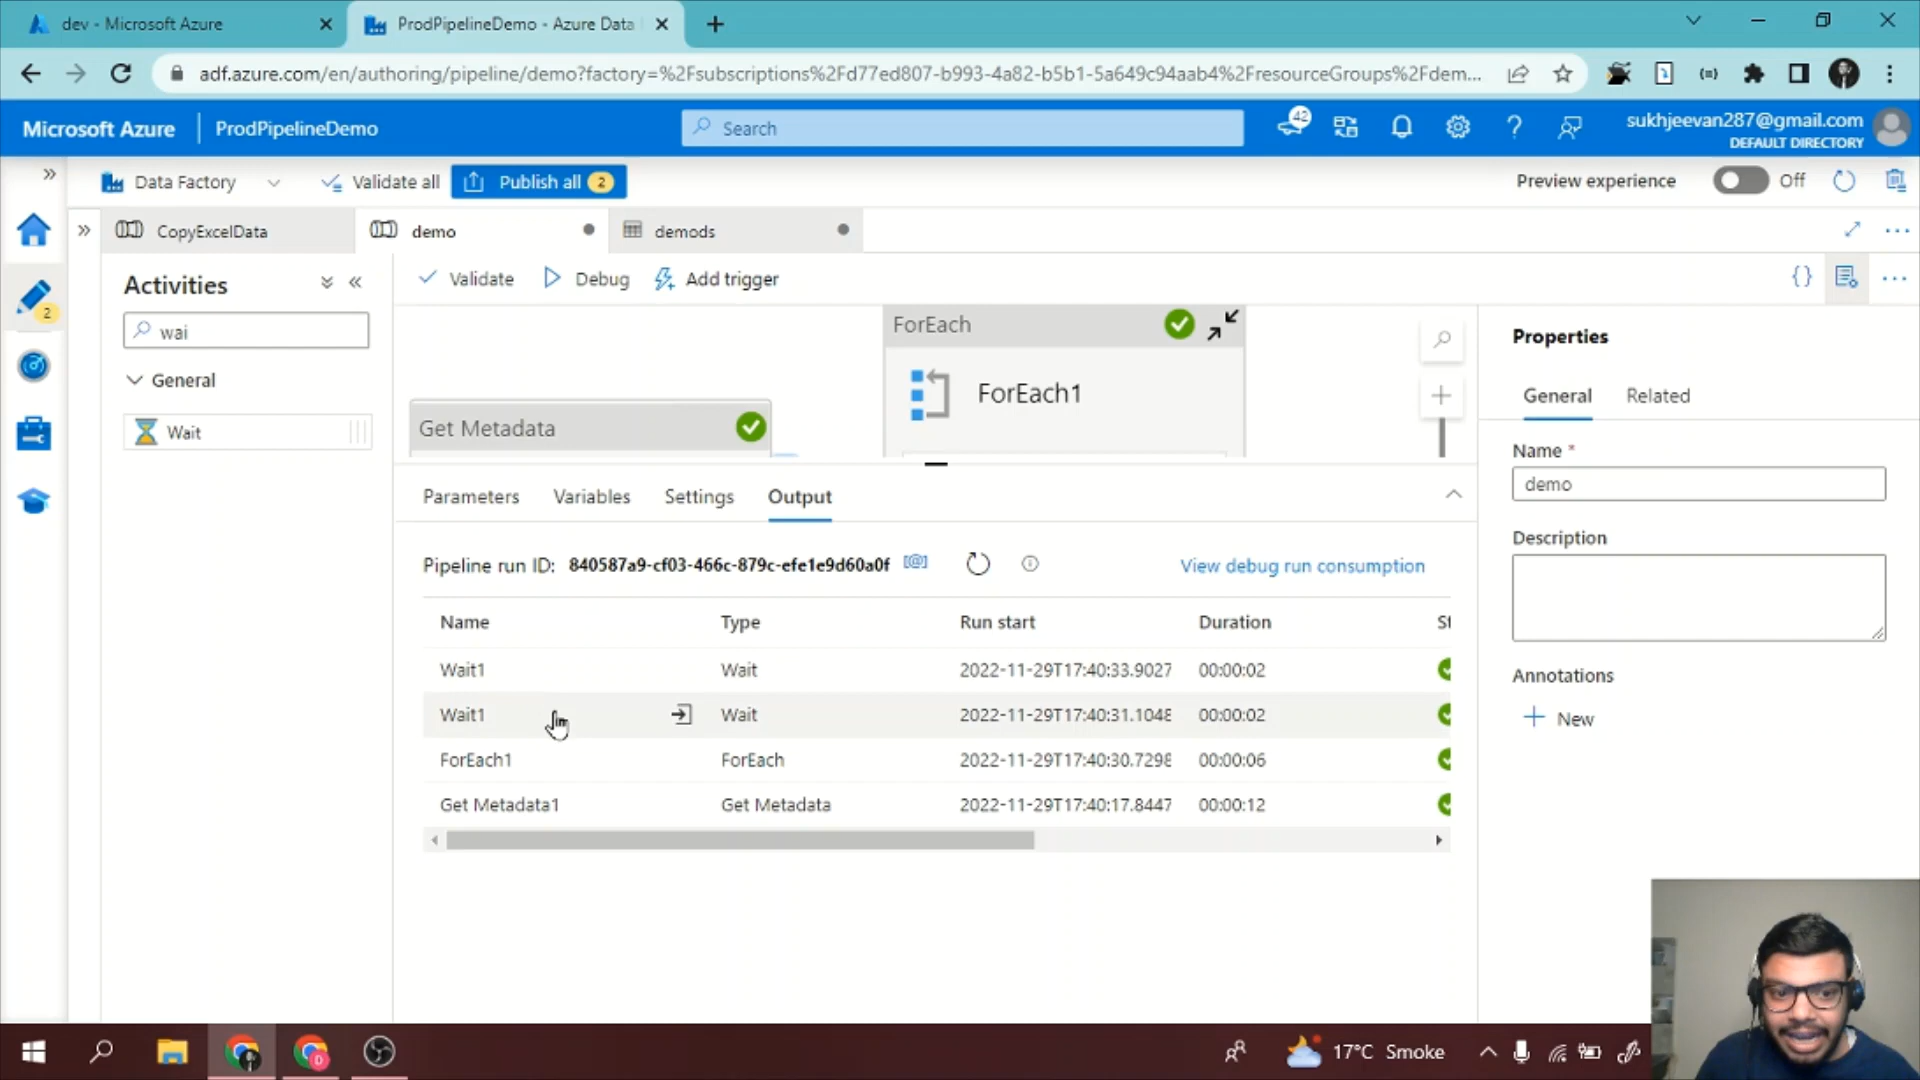 dev - Microsoft Azure
ProdPipelineDemo - Azure Data
adf.azure.com/en/authoring/pipeline/demo?factory=%2Fsubscriptions%2Fd77ed807-b993-4a82-b5b1-5a649c94aab4%2FresourceGroups%2Fdem...
Microsoft Azure
ProdPipelineDemo
Search
42
sukhjeevan287@gmail.com
DEFAULT DIRECTORY
Data Factory
Validate all
Publish all 2
Preview experience
Off
CopyExcelData
demo
demods
Activities
Validate
Debug
Add trigger
2
wai
General
Wait
ForEach
ForEach1
Get Metadata
Parameters
Variables
Settings
Output
Pipeline run ID: 840587a9-cf03-466c-879c-efe1e9d60a0f
View debug run consumption
Name Type Run start Duration St
Wait1 Wait 2022-11-29T17:40:33.9027 00:00:02
Wait1 Wait 2022-11-29T17:40:31.1048 00:00:02
ForEach1 ForEach 2022-11-29T17:40:30.7298 00:00:06
Get Metadata1 Get Metadata 2022-11-29T17:40:17.8447 00:00:12
Properties
General
Related
Name *
demo
Description
Annotations
New
17°C Smoke